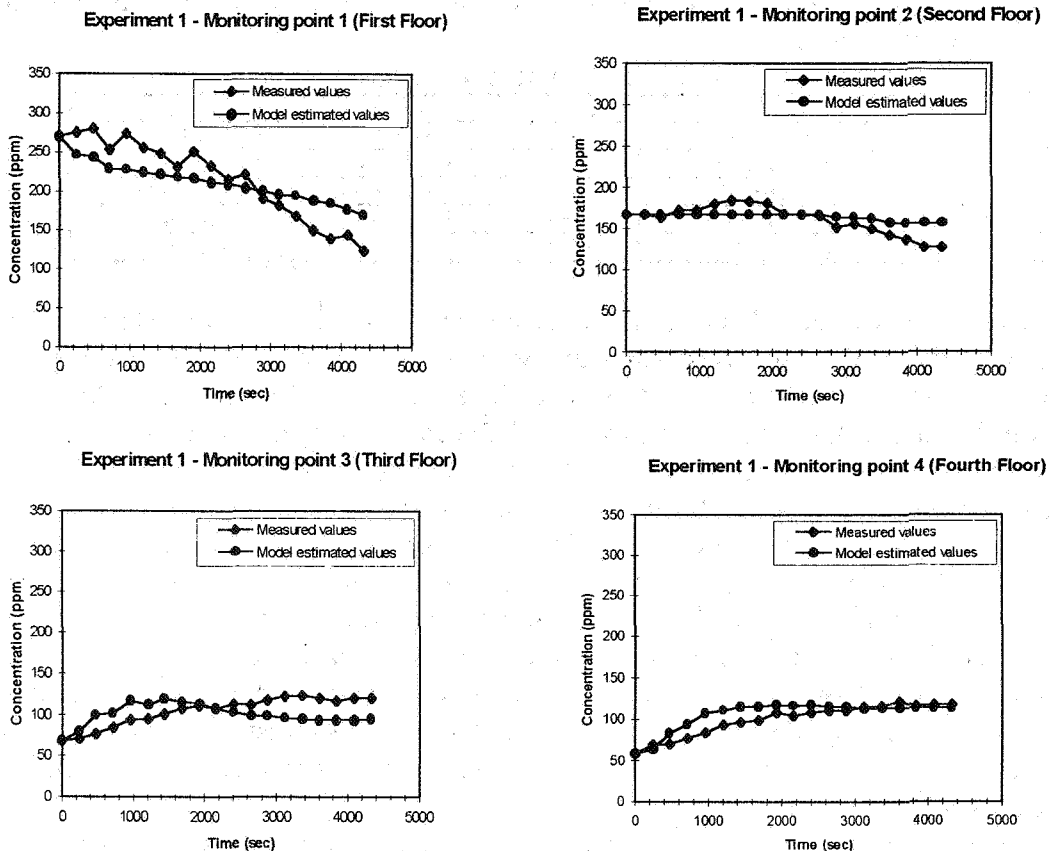 Experiment 1 - Monitoring point 1 (First Floor)
350
300
250
200
150
100
50
0
Concentration (ppm)
Measured values
Model estimated values
0 1000 2000 3000 4000 5000
Time (sec)
Experiment 1 - Monitoring point 2 (Second Floor)
350
300
250
200
150
100
50
0
Concentration (ppm
Measured values
Model estimated values
0 1000 2000 3000 4000 5000
Time (sec)
Experiment 1 - Monitoring point 3 (Third Floor)
350
300
250
200
150
100
50
0
Concentration (ppm
Measured values
Model estimated values
0 1000 2000 3000 4000 5000
Time (sec)
Experiment 1 - Monitoring point 4 (Fourth Floor)
350
300
250
200
150
100
50
0
Concentration (ppm)
Measured values
Model estimated values
0 1000 2000 3000 4000 5000
Time (sec)